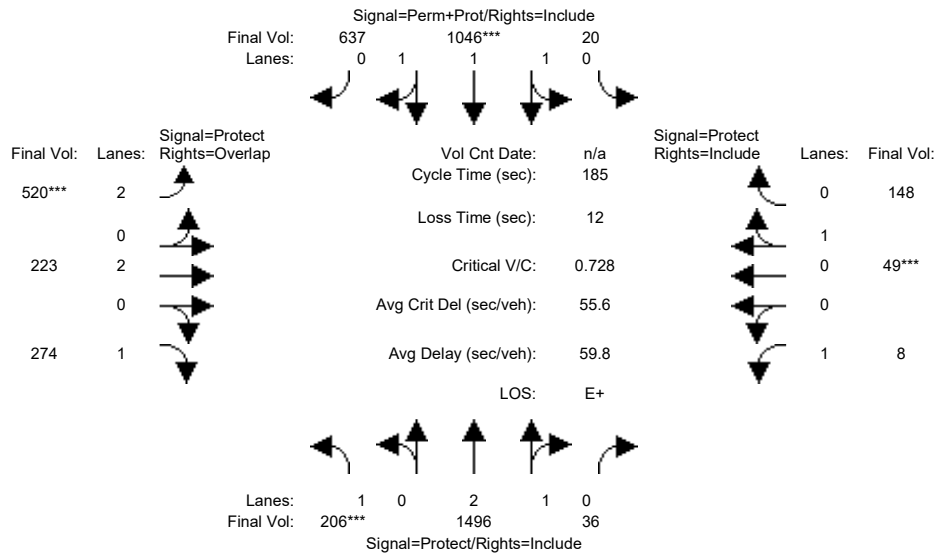 Signal=Perm+Prot/Rights=Include
Final Vol: 637 1046*** 20
Lanes: 0 1 1 1 0
Signal=Protect
Final Vol: Lanes: Rights=Overlap
Vol Cnt Date: n/a
Signal=Protect
Rights=Include Lanes: Final Vol:
Cycle Time (sec): 185
520*** 2
0 148
Loss Time (sec): 12
0
1
223 2
Critical V/C: 0.728
0 49***
0
Avg Crit Del (sec/veh): 55.6
0
274 1
Avg Delay (sec/veh): 59.8
1 8
LOS: E+
Lanes: 1 0 2 1 0
Final Vol: 206*** 1496 36
Signal=Protect/Rights=Include